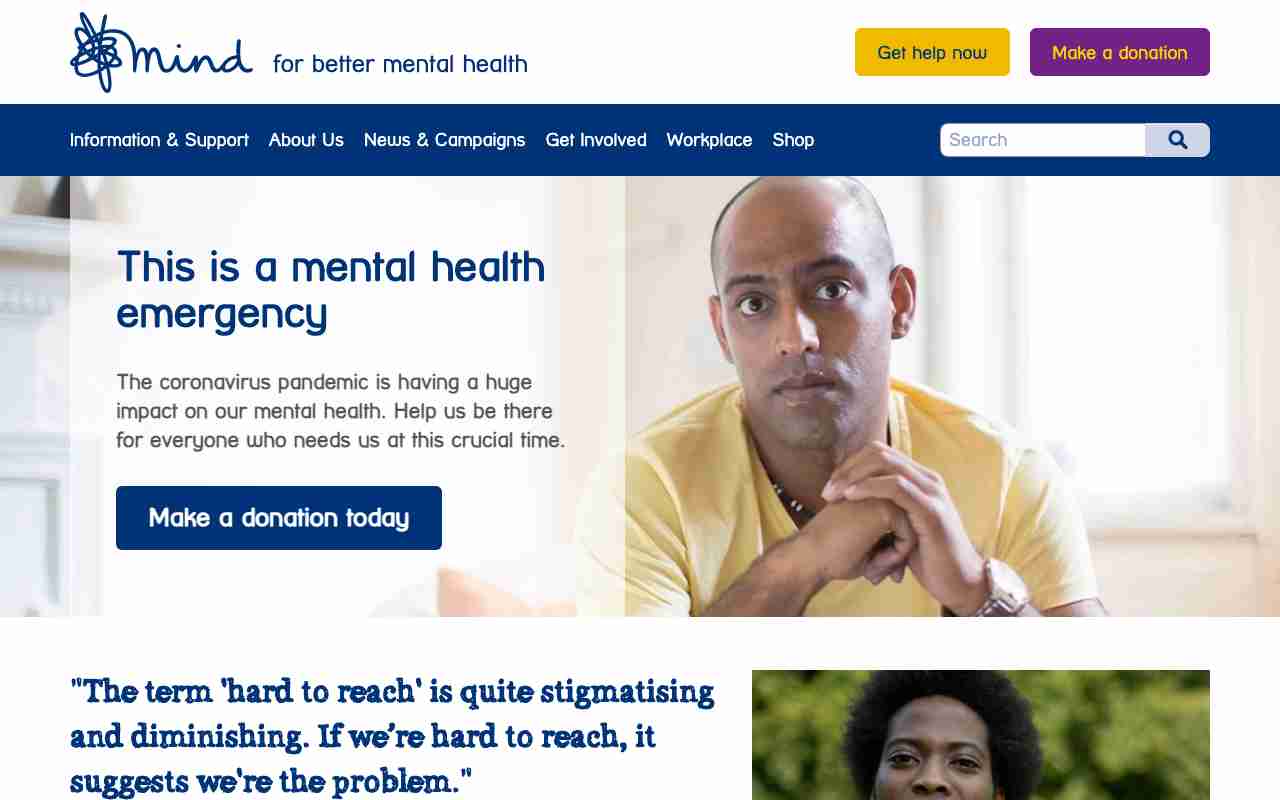 mind for better mental health
Get help now
Make a donation
Information & Support
About Us
News & Campaigns
Get Involved
Workplace
Shop
Search
This is a mental health
emergency
The coronavirus pandemic is having a huge
impact on our mental health. Help us be there
for everyone who needs us at this crucial time.
Make a donation today
"The term 'hard to reach' is quite stigmatising
and diminishing. If we’re hard to reach, it
suggests we're the problem."